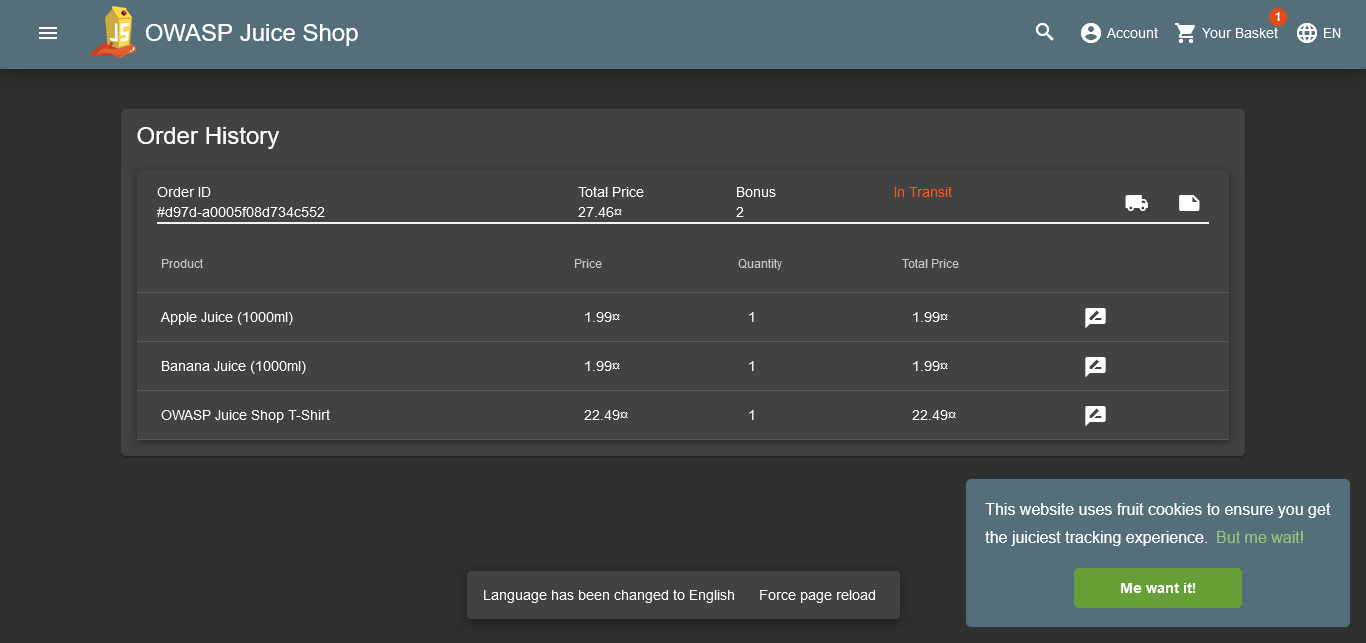 JS
OWASP Juice Shop
Account
1
Your Basket
EN
Order History
Order ID
#d97d-a0005f08d734c552
Total Price
27.46¤
Bonus
2
In Transit
Product Price Quantity Total Price
Apple Juice (1000ml) 1.99¤ 1 1.99¤
Banana Juice (1000ml) 1.99¤ 1 1.99¤
OWASP Juice Shop T-Shirt 22.49¤ 1 22.49¤
This website uses fruit cookies to ensure you get
the juiciest tracking experience. But me wait!
Me want it!
Language has been changed to English Force page reload